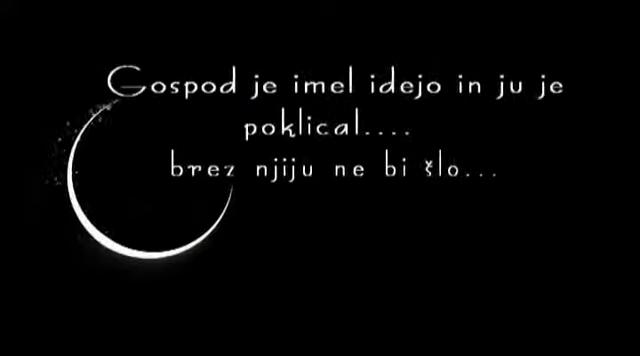 Gospod je imel idejo in ju je
poklical....
brez njiju ne bi šlo...